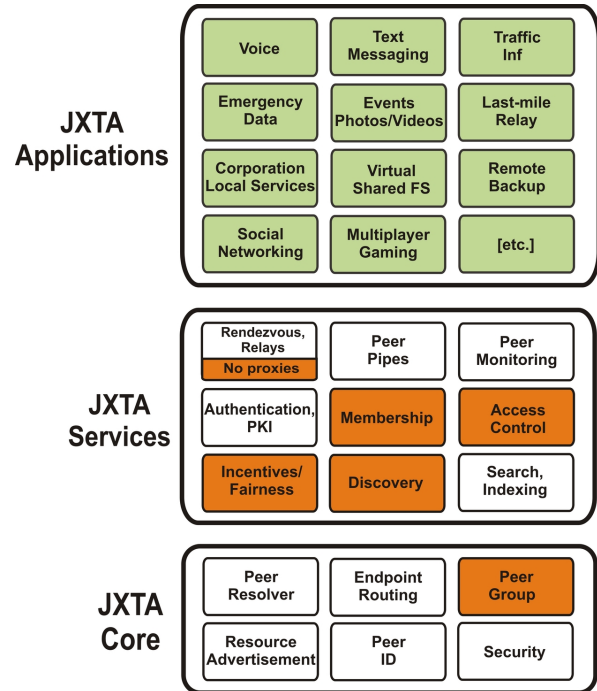 JXTA
Applications
Voice
Text
Messaging
Traffic
Inf
Emergency
Data
Events
Photos/Videos
Last-mile
Relay
Corporation
Local Services
Virtual
Shared FS
Remote
Backup
Social
Networking
Multiplayer
Gaming
[etc.]
JXTA
Services
Rendezvous,
Relays
No proxies
Peer
Pipes
Peer
Monitoring
Authentication,
PKI
Membership
Access
Control
Incentives/
Fairness
Discovery
Search,
Indexing
JXTA
Core
Peer
Resolver
Endpoint
Routing
Peer
Group
Resource
Advertisement
Peer
ID
Security